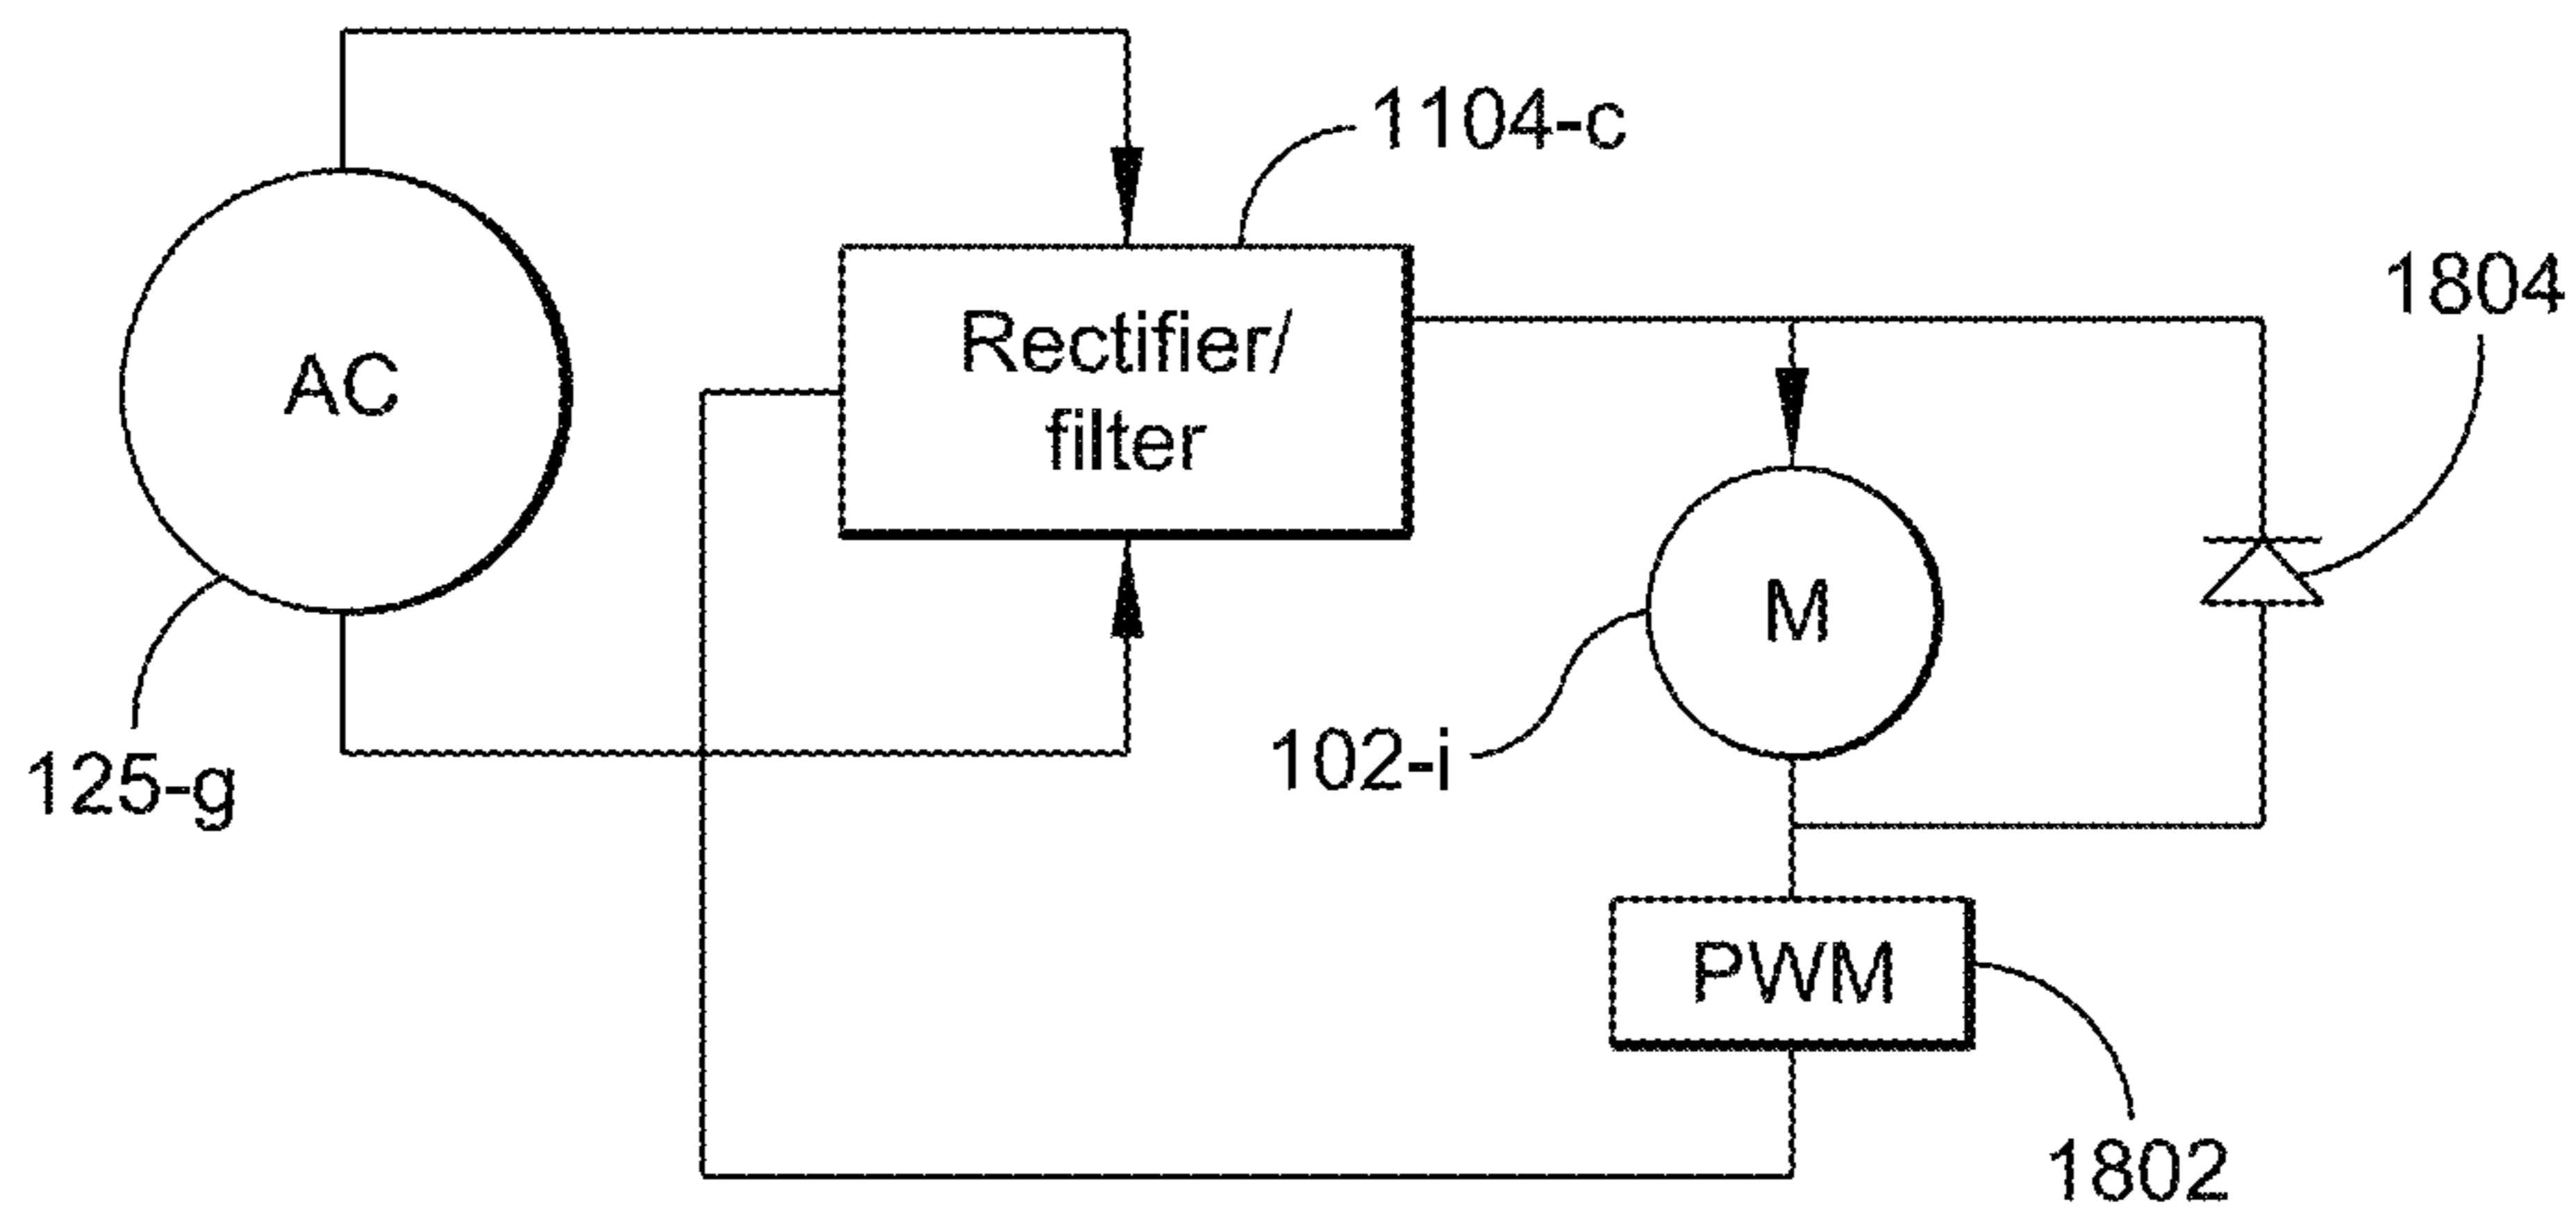 1104-c
1804
Rectifier/
filter
AC
M
102-i
125-g
PWM
1802